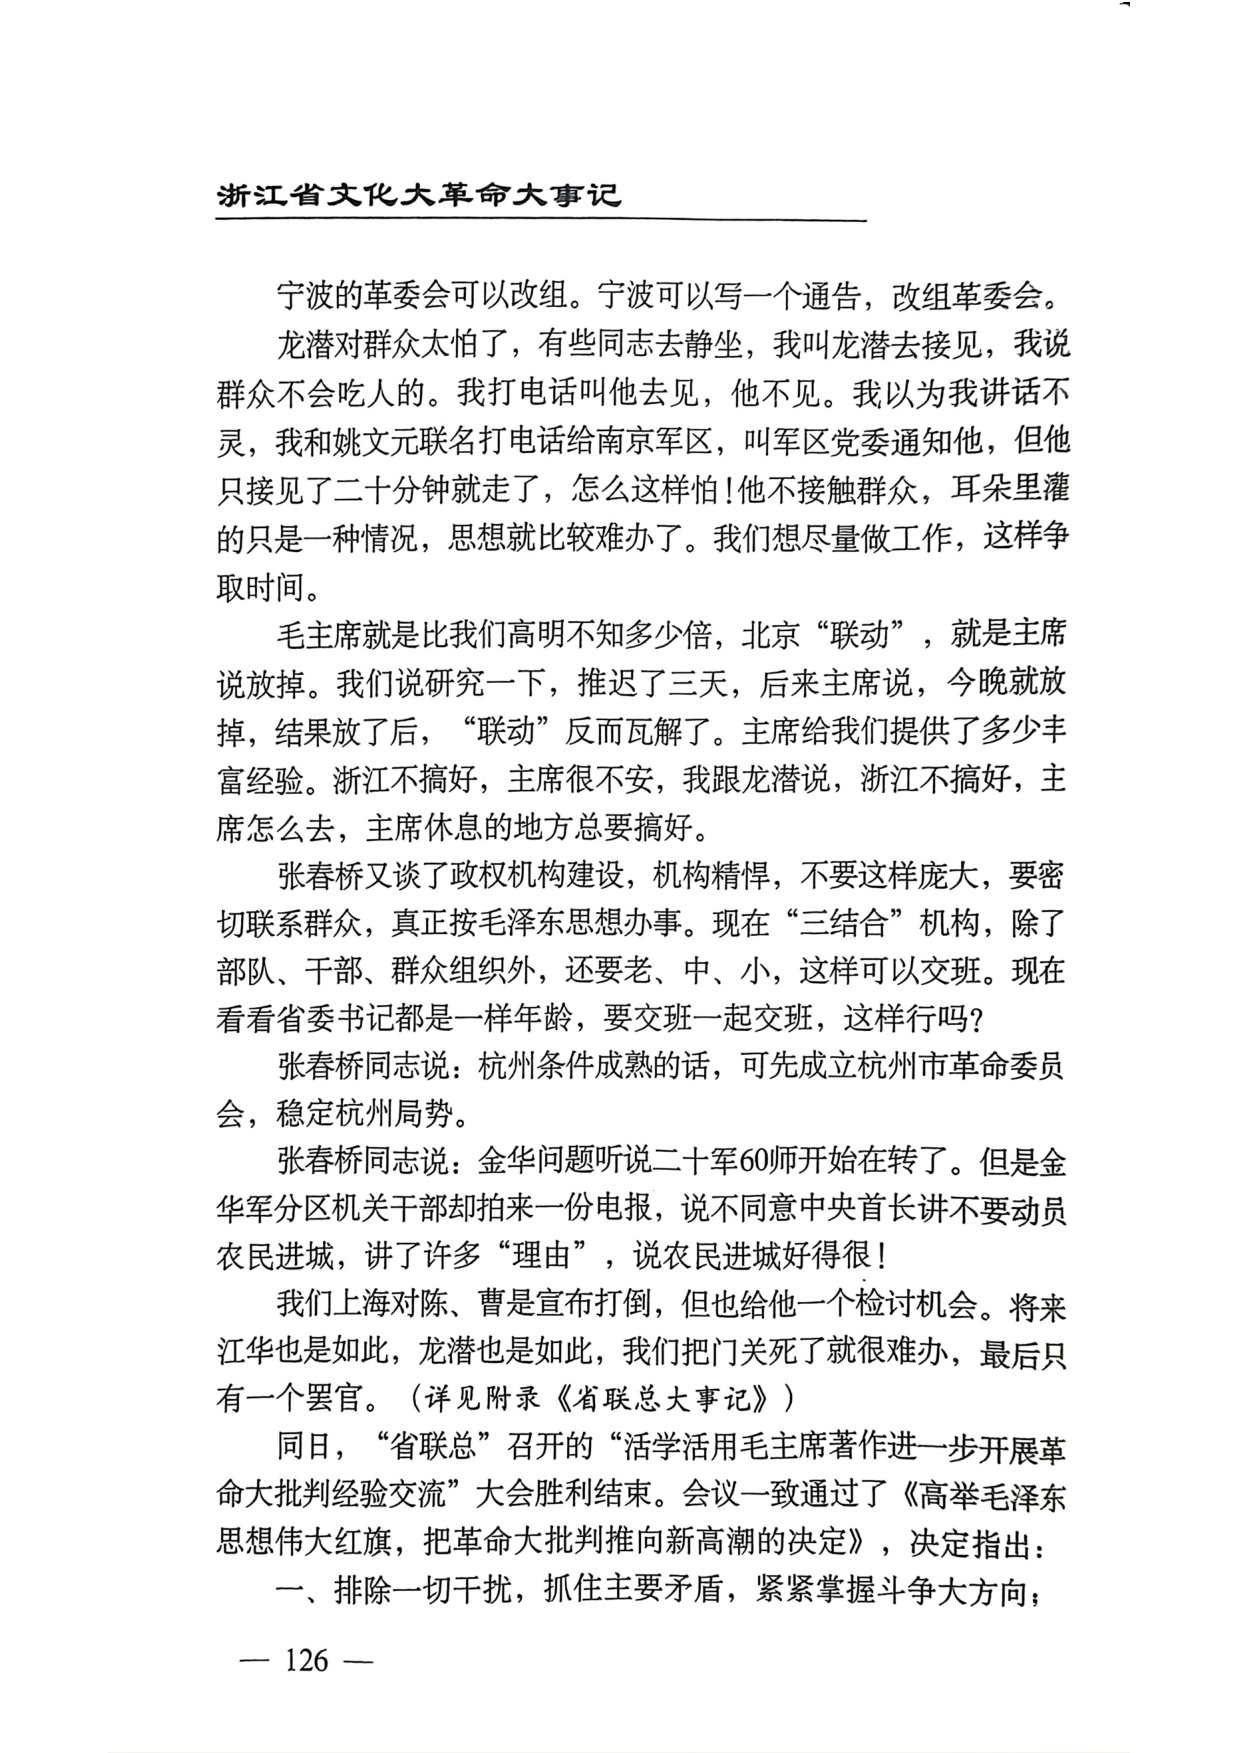 浙江省文化大革命大事记
宁波的革委会可以改组。宁波可以写一个通告，改组革委会。
龙潜对群众太怕了，有些同志去静坐，我叫龙潜去接见，我说
群众不会吃人的。我打电话叫他去见，他不见。我以为我讲话不
灵，我和姚文元联名打电话给南京军区，叫军区党委通知他，但他
只接见了二十分钟就走了，怎么这样怕！他不接触群众，耳朵里灌
的只是一种情况，思想就比较难办了。我们想尽量做工作，这样争
取时间。
毛主席就是比我们高明不知多少倍，北京“联动”，就是主席
说放掉。我们说研究一下，推迟了三天，后来主席说，今晚就放
掉，结果放了后，“联动”反而瓦解了。主席给我们提供了多少丰
富经验。浙江不搞好，主席很不安，我跟龙潜说，浙江不搞好，主
席怎么去，主席休息的地方总要搞好。
张春桥又谈了政权机构建设，机构精悍，不要这样庞大，要密
切联系群众，真正按毛泽东思想办事。现在“三结合”机构，除了
部队、干部、群众组织外，还要老、中、小，这样可以交班。现在
看看省委书记都是一样年龄，要交班一起交班，这样行吗？
张春桥同志说：杭州条件成熟的话，可先成立杭州市革命委员
会，稳定杭州局势。
张春桥同志说：金华问题听说二十军60师开始在转了。但是金
华军分区机关干部却拍来一份电报，说不同意中央首长讲不要动员
农民进城，讲了许多“理由”，说农民进城好得很！
我们上海对陈、曹是宣布打倒，但也给他一个检讨机会。将来
江华也是如此，龙潜也是如此，我们把门关死了就很难办，最后只
有一个罢官。（详见附录《省联总大事记》）
同日，“省联总”召开的“活学活用毛主席著作进一步开展革
命大批判经验交流”大会胜利结束。会议一致通过了《高举毛泽东
思想伟大红旗，把革命大批判推向新高潮的决定》，决定指出：
一、排除一切干扰，抓住主要矛盾，紧紧掌握斗争大方向；
— 126 —